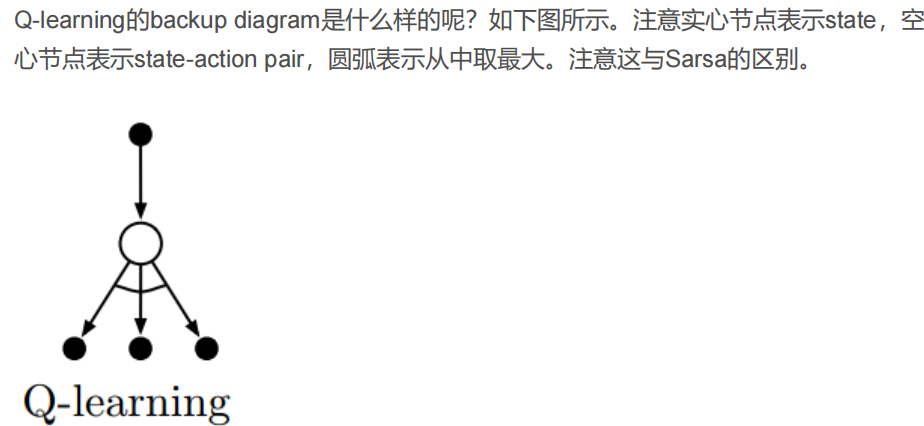 Q-learning的backup diagram是什么样的呢？如下图所示。注意实心节点表示state，空
心节点表示state-action pair，圆弧表示从中取最大。注意这与Sarsa的区别。
Q-learning